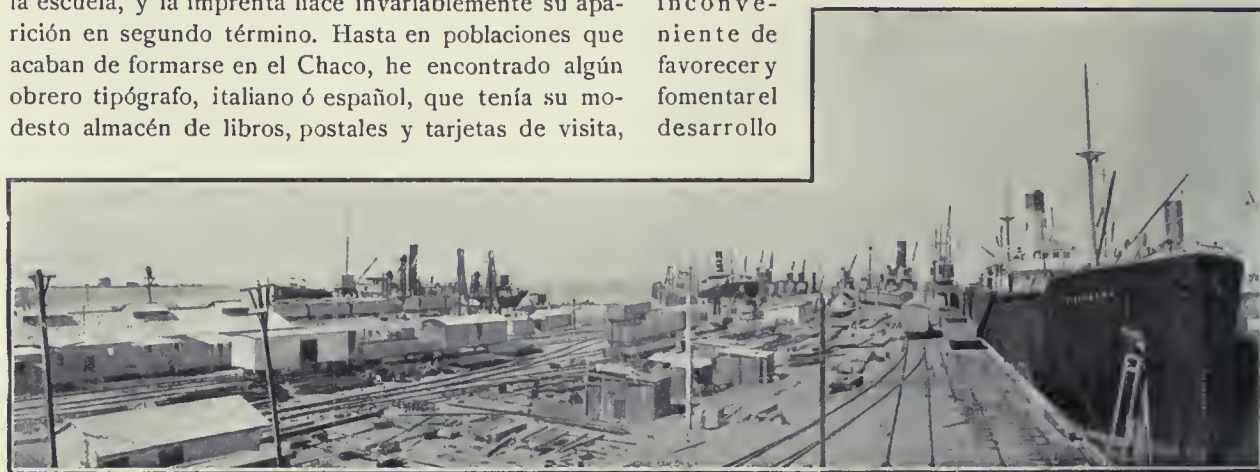 la escuela, y la imprenta hace invariablemente su apa-
rición en segundo término. Hasta en poblaciones que
acaban de formarse en el Chaco, he encontrado algún
obrero tipógrafo, italiano ó español, que tenía su mo-
desto almacén de libros, postales y tarjetas de visita,
inconve-
niente de
favorecer y
fomentar el
desarrollo